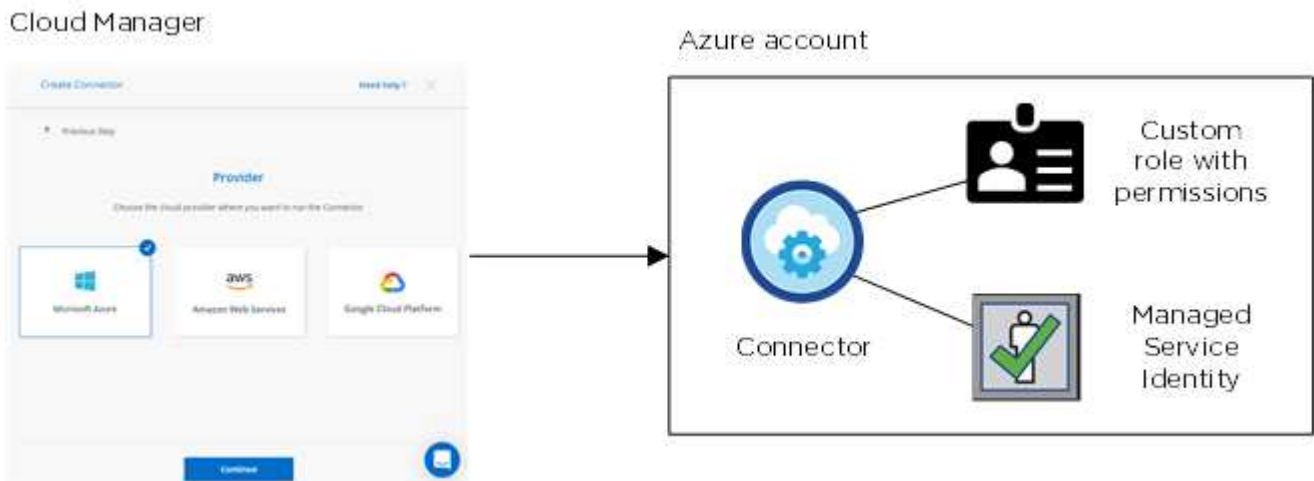 Cloud Manager
Azure account
Create Connector
Need help?
Previous Step
Provider
Choose the cloud provider where you want to run the Connector
aws
Microsoft Azure
Amazon Web Services
Google Cloud Platform
Continue
Custom
role with
permissions
Connector
Managed
Service
Identity